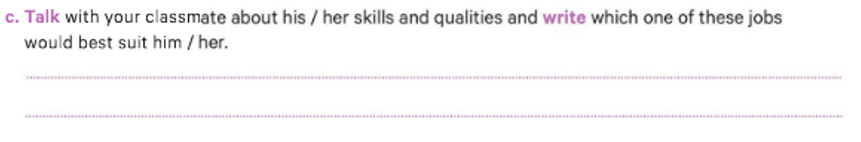 c. Talk with your classmate about his / her skills and qualities and write which one of these jobs
would best suit him / her.